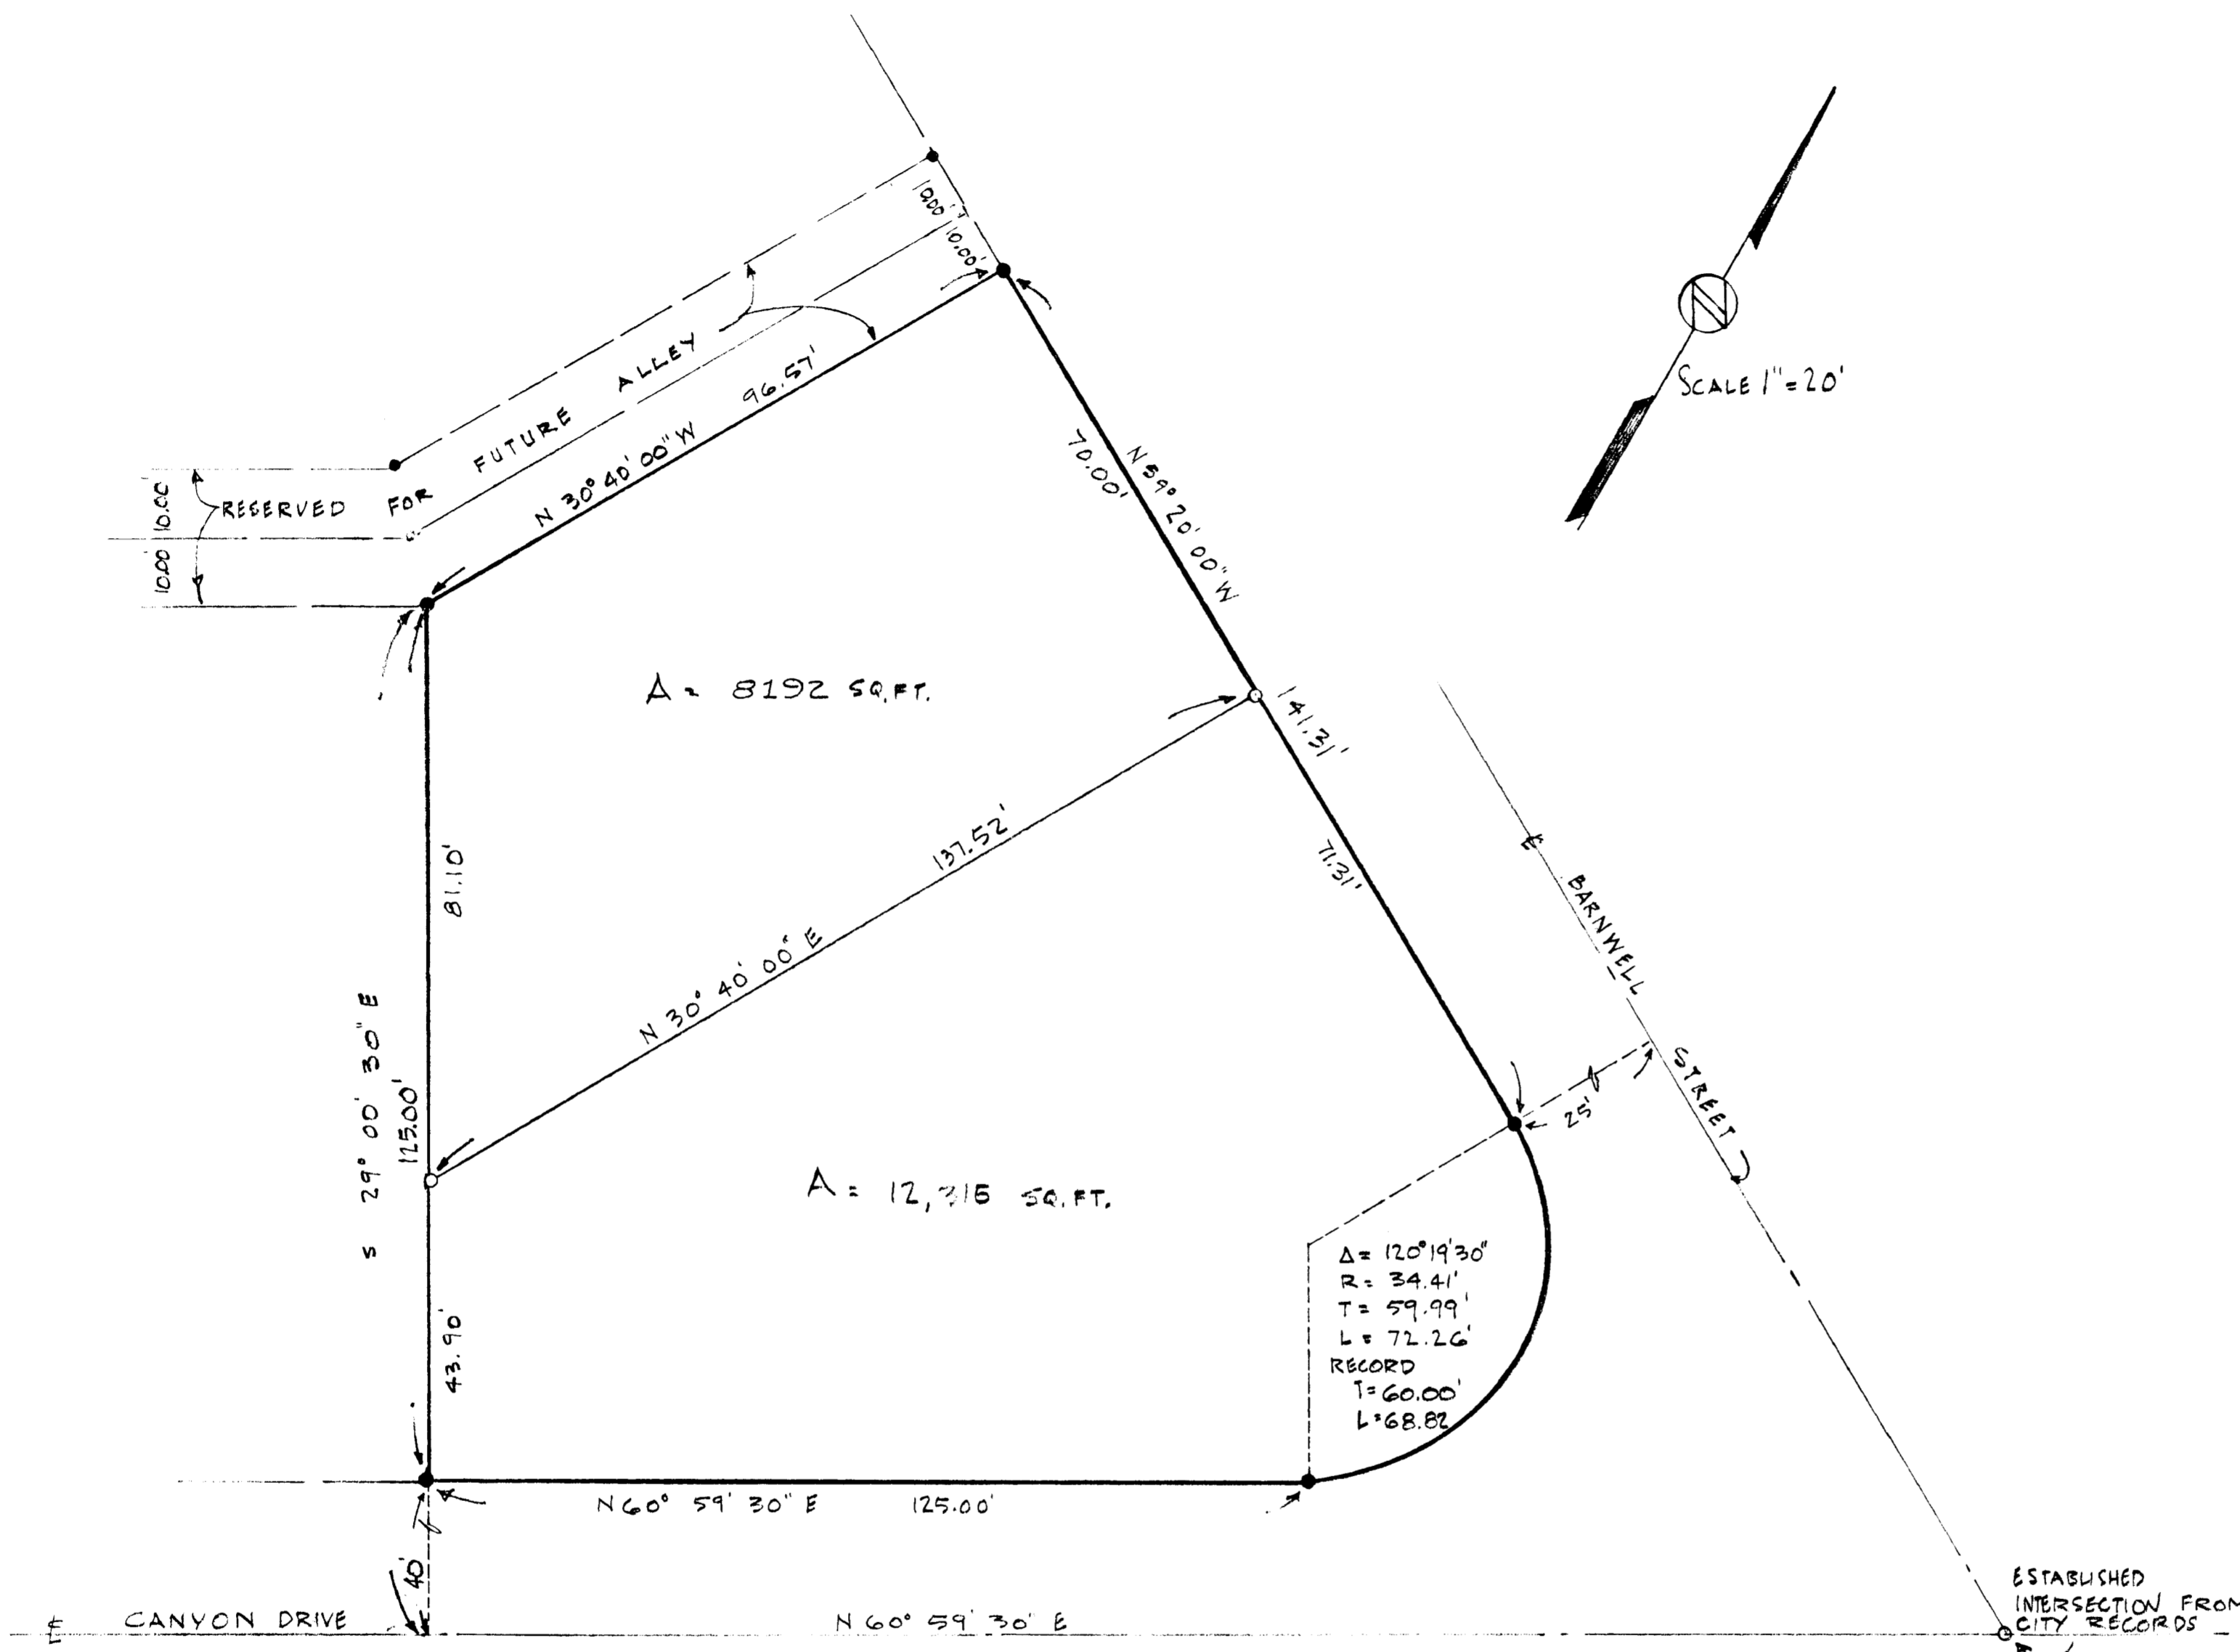 10.00'
10.00'
FUTURE ALLEY
96.57'
N 30° 40' 00" W
10.00' 10.00'
RESERVED FOR
SCALE 1"=20'
70.00'
N 59° 20' 00" W
141.31'
71.31'
A = 8192 SQ.FT.
81.10'
137.52'
N 30° 40' 00" E
S 29° 00' 30" E
125.00'
43.90'
A = 12,315 SQ.FT.
℄ BARNWELL STREET
25'
Δ = 120°19'30"
R = 34.41'
T = 59.99'
L = 72.26'
RECORD
T=60.00'
L=68.82
N60° 59' 30" E 125.00'
40'
℄ CANYON DRIVE N 60° 59' 30' E
ESTABLISHED
INTERSECTION FROM
CITY RECORDS